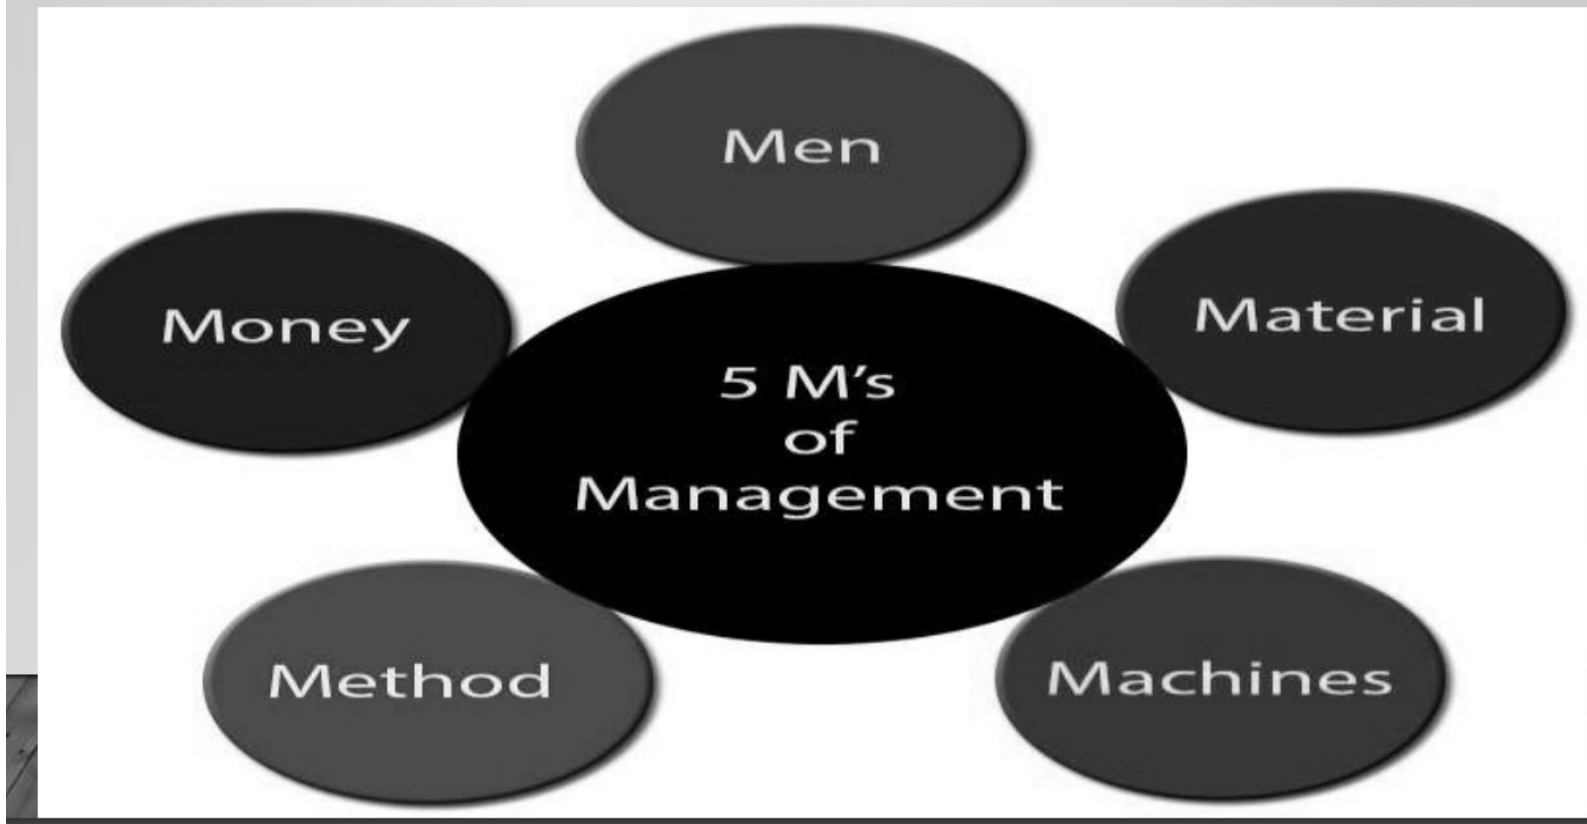 Men
Money
Material
5 M’s
of
Management
Method
Machines